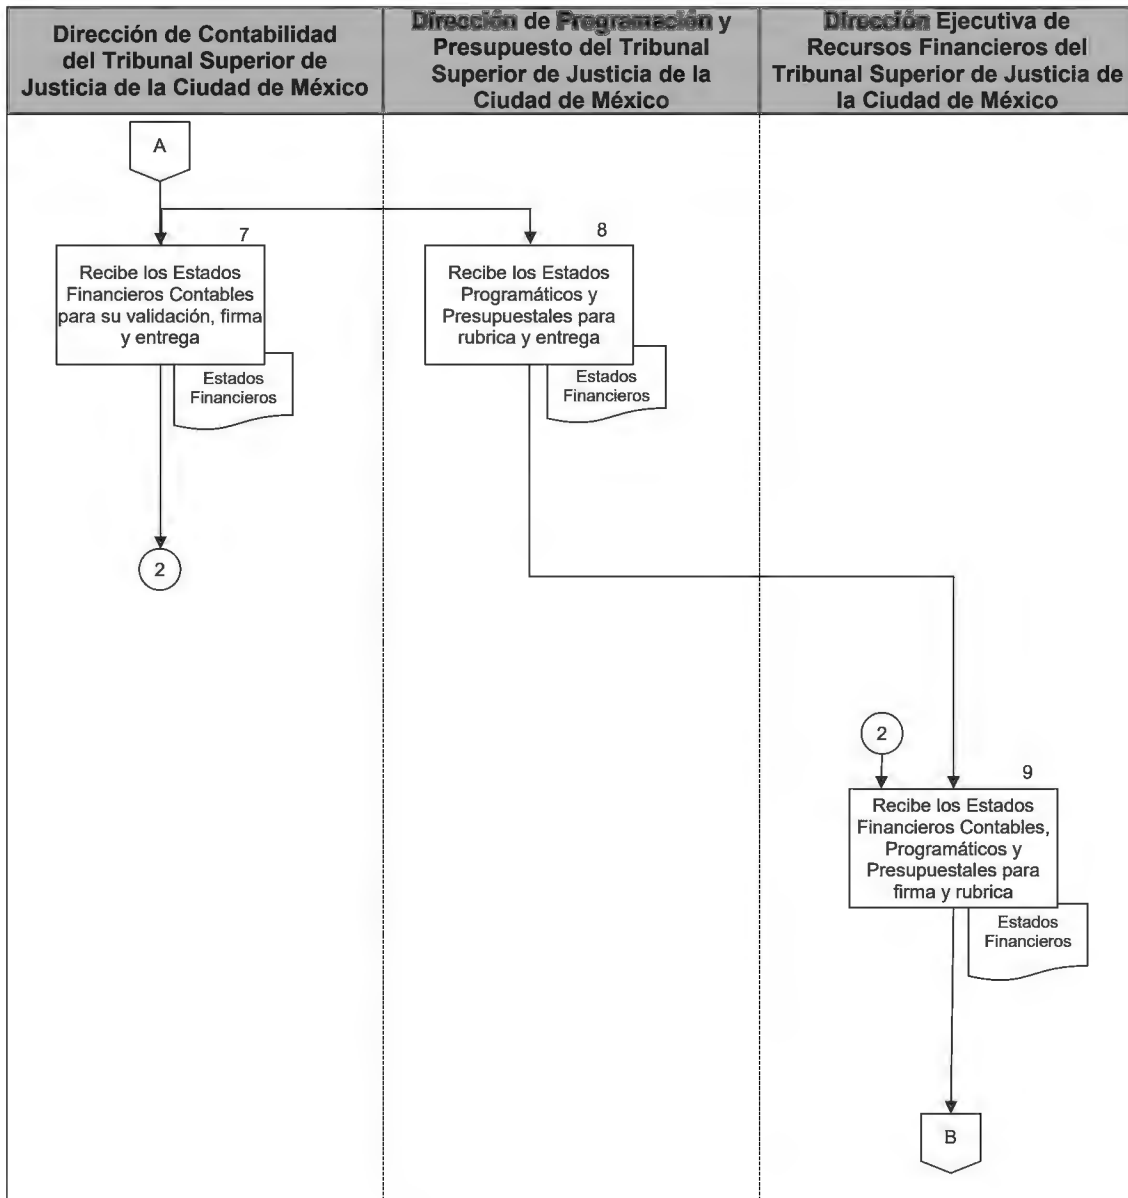 Dirección de Contabilidad
del Tribunal Superior de
Justicia de la Ciudad de México
Dirección de Programación y
Presupuesto del Tribunal
Superior de Justicia de la
Ciudad de México
Dirección Ejecutiva de
Recursos Financieros del
Tribunal Superior de Justicia de
la Ciudad de México
A
7
Recibe los Estados
Financieros Contables
para su validación, firma
y entrega
Estados
Financieros
2
8
Recibe los Estados
Programáticos y
Presupuestales para
rubrica y entrega
Estados
Financieros
2
9
Recibe los Estados
Financieros Contables,
Programáticos y
Presupuestales para
firma y rubrica
Estados
Financieros
B